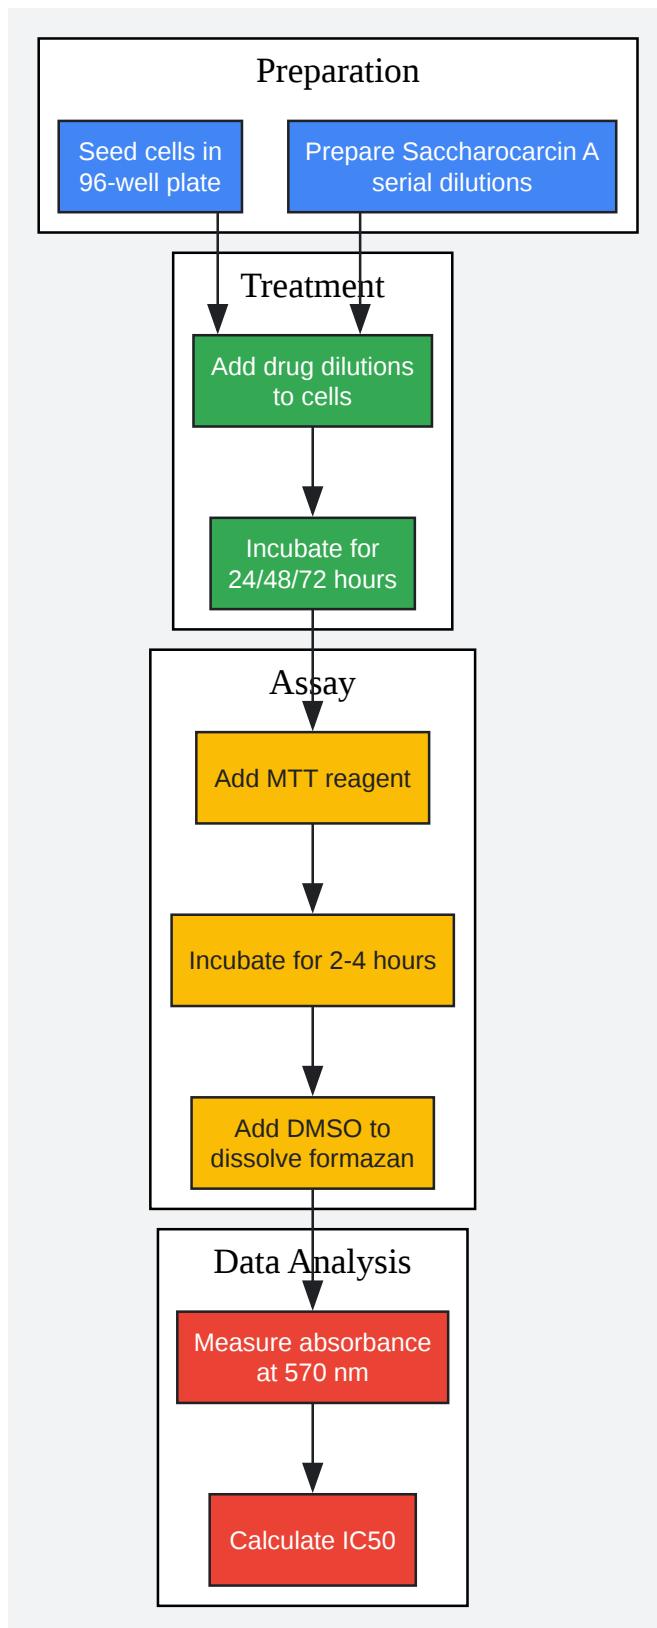 Preparation
Seed cells in
96-well plate
Prepare Saccharocarcin A
serial dilutions
Treatment
Add drug dilutions
to cells
Incubate for
24/48/72 hours
Assay
Add MTT reagent
Incubate for 2-4 hours
Add DMSO to
dissolve formazan
Data Analysis
Measure absorbance
at 570 nm
Calculate IC50